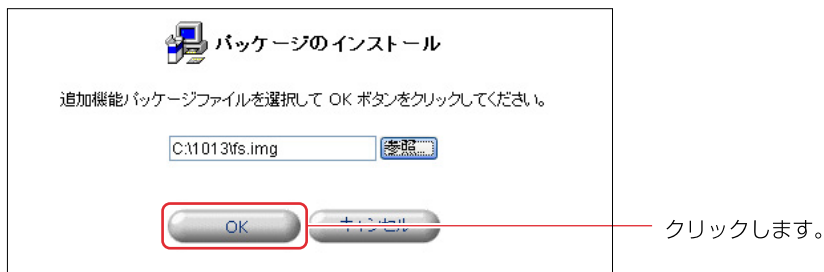 パッケージのインストール
追加機能パッケージファイルを選択して OK ボタンをクリックしてください。
C:\1013\fs.img 参照...
OK キャンセル
クリックします。